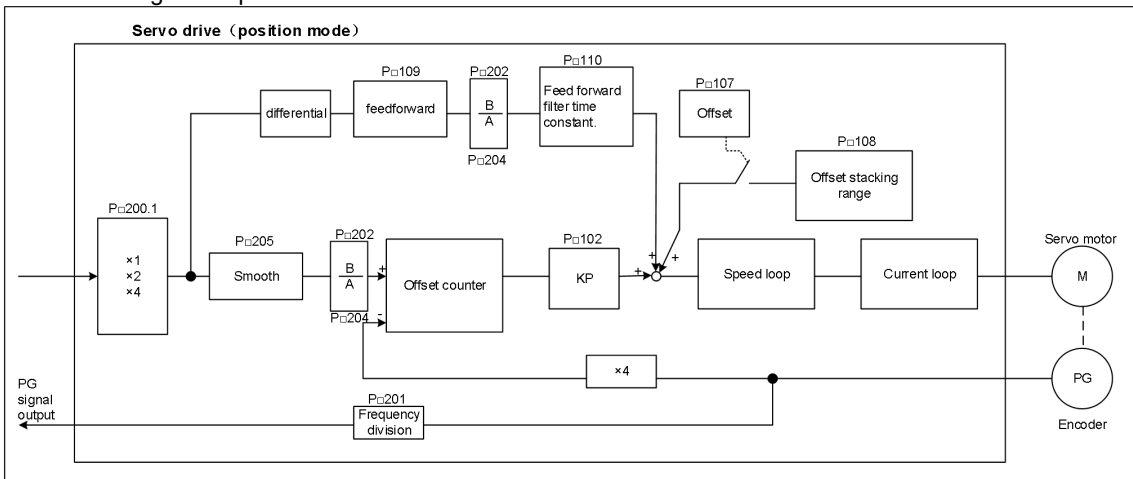 Servo drive（position mode）
P□109
P□202
P□110
P□107
differential
feedforward
B
A
Feed forward
filter time
constant.
Offset
P□204
P□108
Offset stacking
range
P□200.1
×1
×2
×4
P□205
Smooth
P□202
B
A
P□204
+
-
Offset counter
P□102
KP
+
+
+
Speed loop
Current loop
Servo motor
M
×4
PG
Encoder
PG
signal
output
P□201
Frequency
division